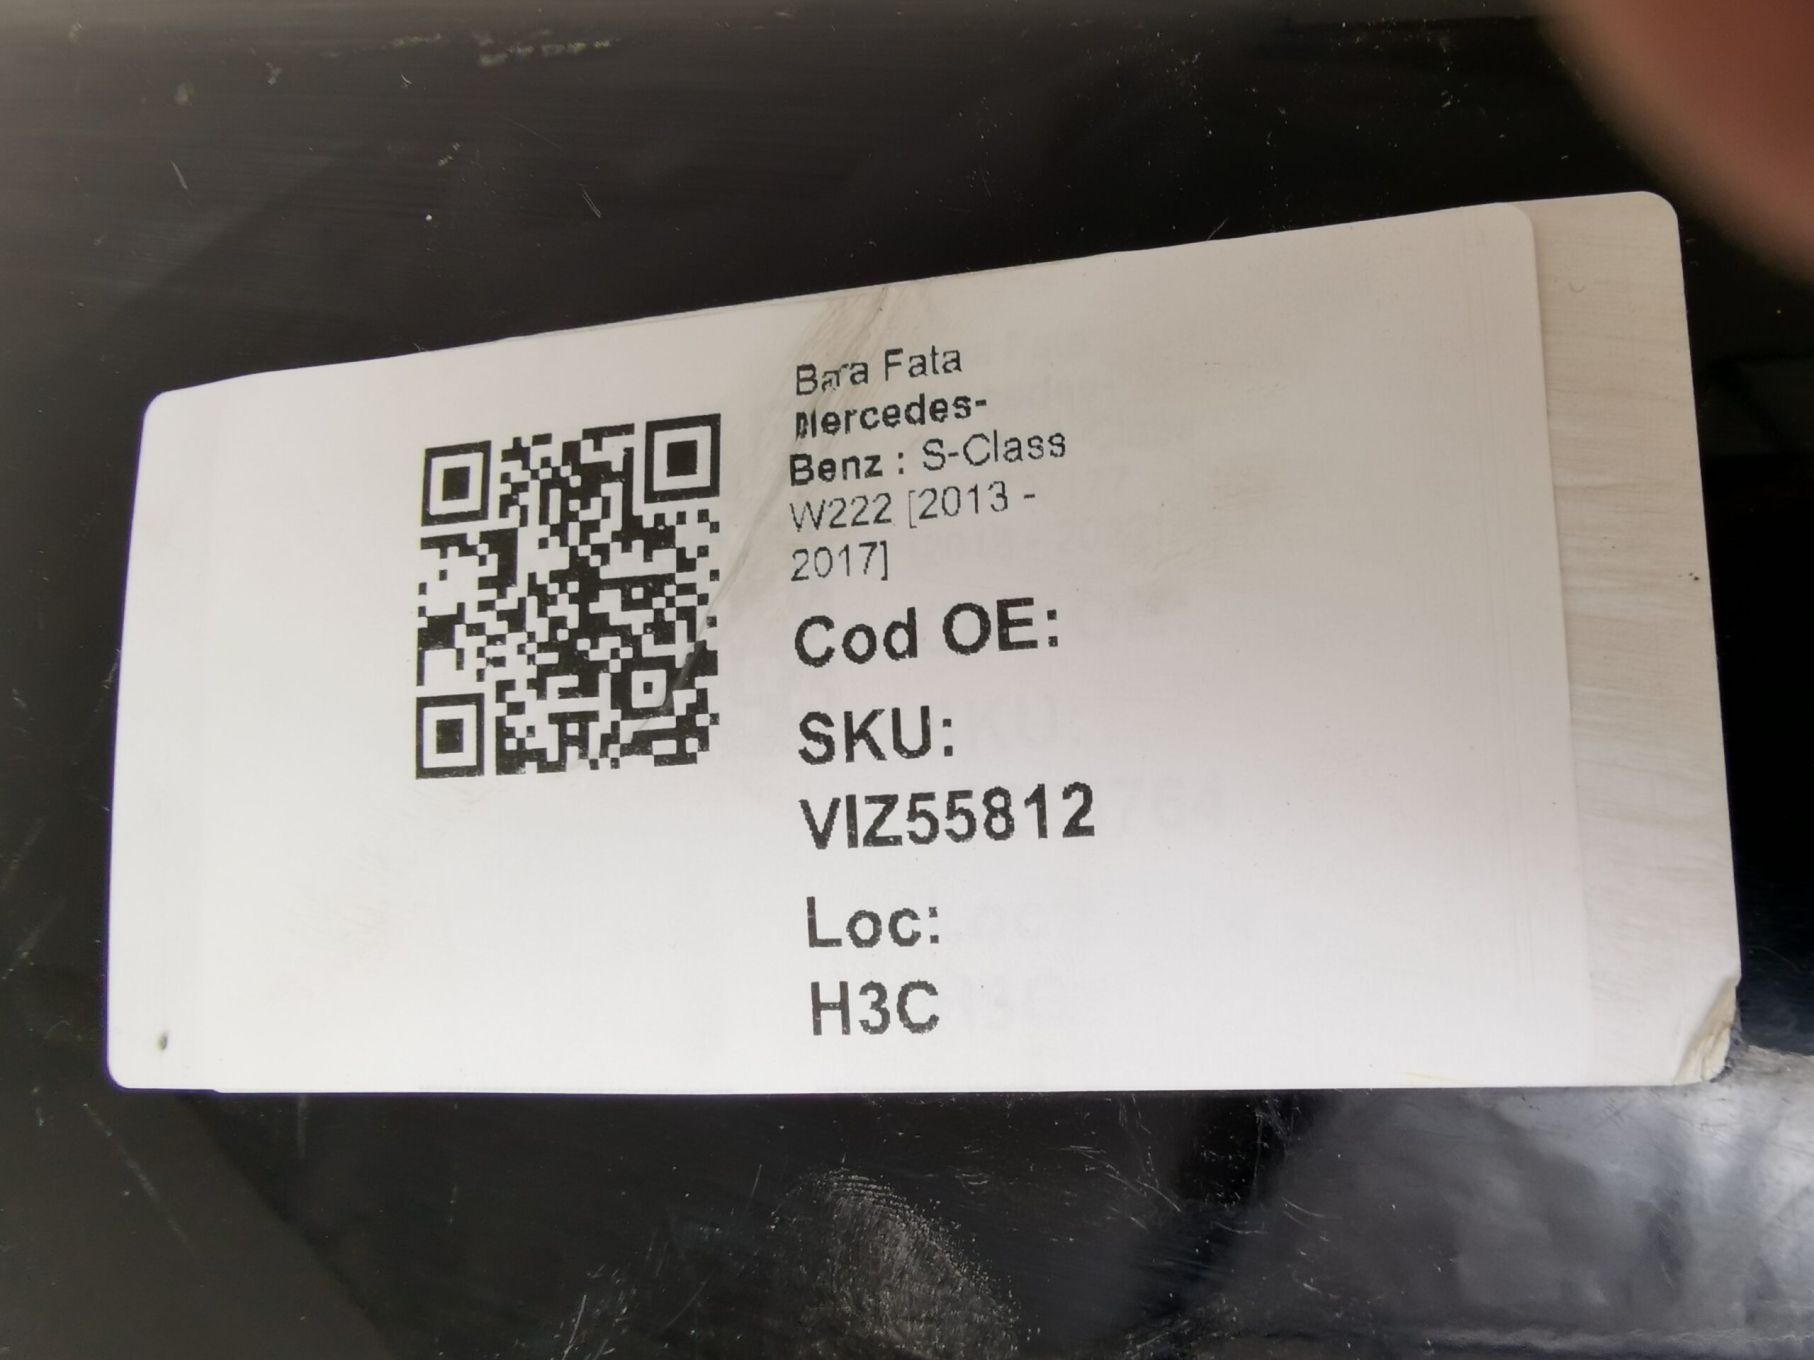 Bara Fata
Mercedes-
Benz : S-Class
W222 [2013 -
2017]
Cod OE:
SKU:
VIZ55812
Loc:
H3C